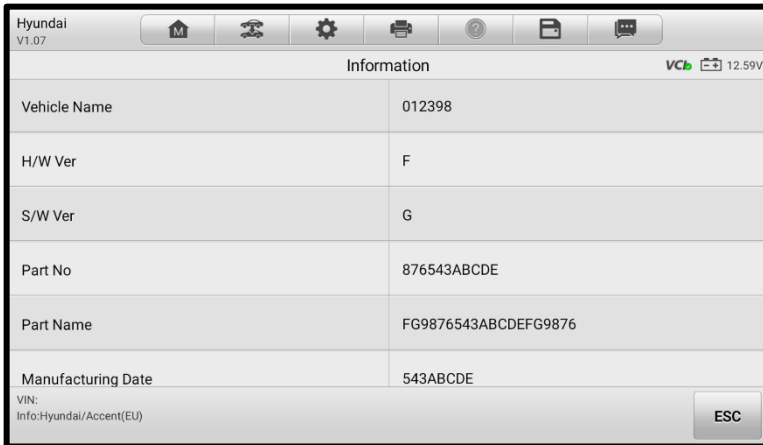 Hyundai
V1.07
M
Information
VCI
12.59V
Vehicle Name 012398
H/W Ver F
S/W Ver G
Part No 876543ABCDE
Part Name FG9876543ABCDEFG9876
Manufacturing Date 543ABCDE
VIN:
Info:Hyundai/Accent(EU)
ESC